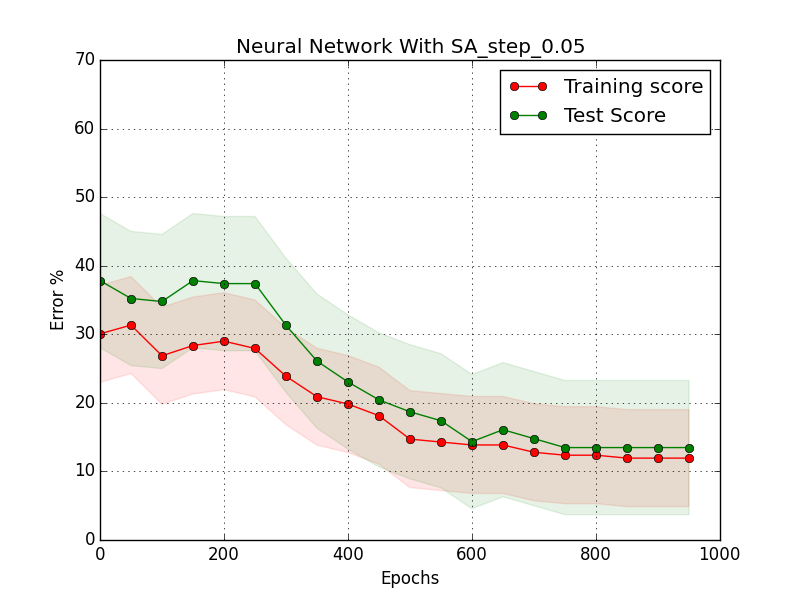 Neural Network With SA_step_0.05
Training score
Test Score
70
60
50
40
30
20
10
0
Error %
0 200 400 600 800 1000
Epochs